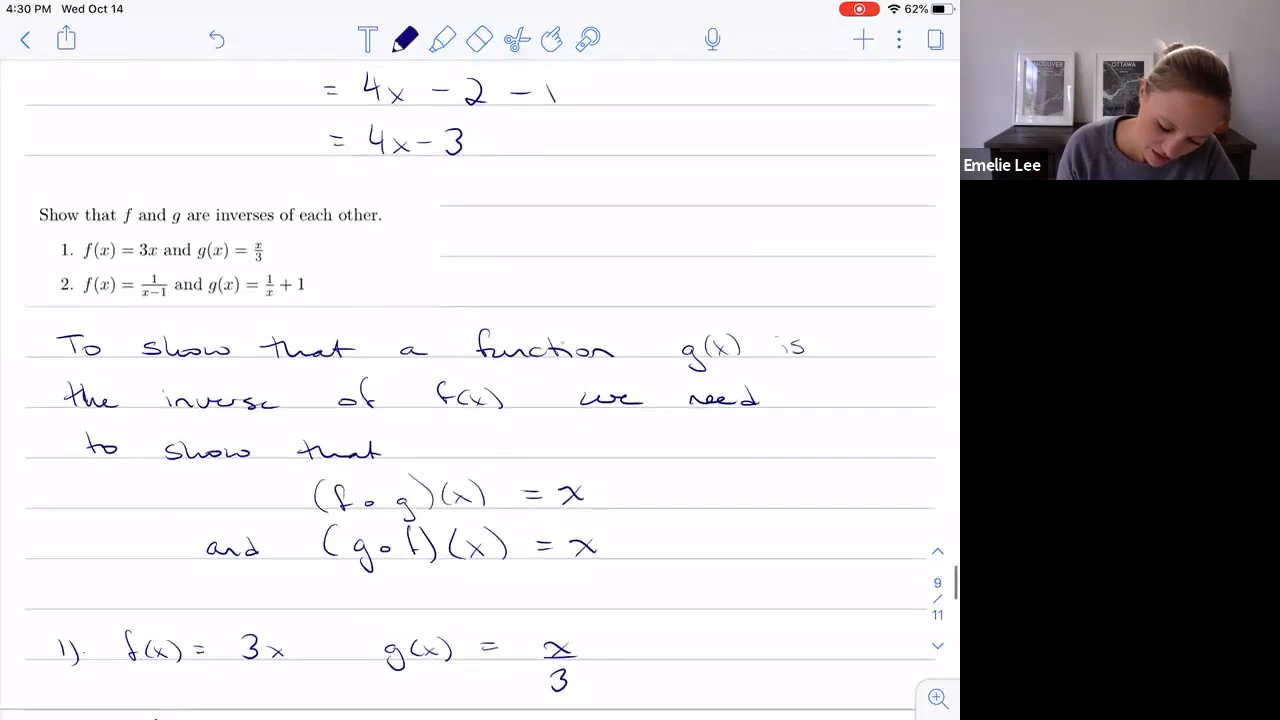 4:30 PM Wed Oct 14
62%
VANCOUVER
OTTAWA
= 4x - 2 - 1
= 4x - 3
Emelie Lee
Show that f and g are inverses of each other.
1. f(x) = 3x and g(x) = x/3
2. f(x) = 1/(x-1) and g(x) = 1/x + 1
To show that a function g(x) is
the inverse of f(x) we need
to show that
(f ∘ g)(x) = x
and (g ∘ f)(x) = x
9
/
11
1). f(x) = 3x g(x) = x/3